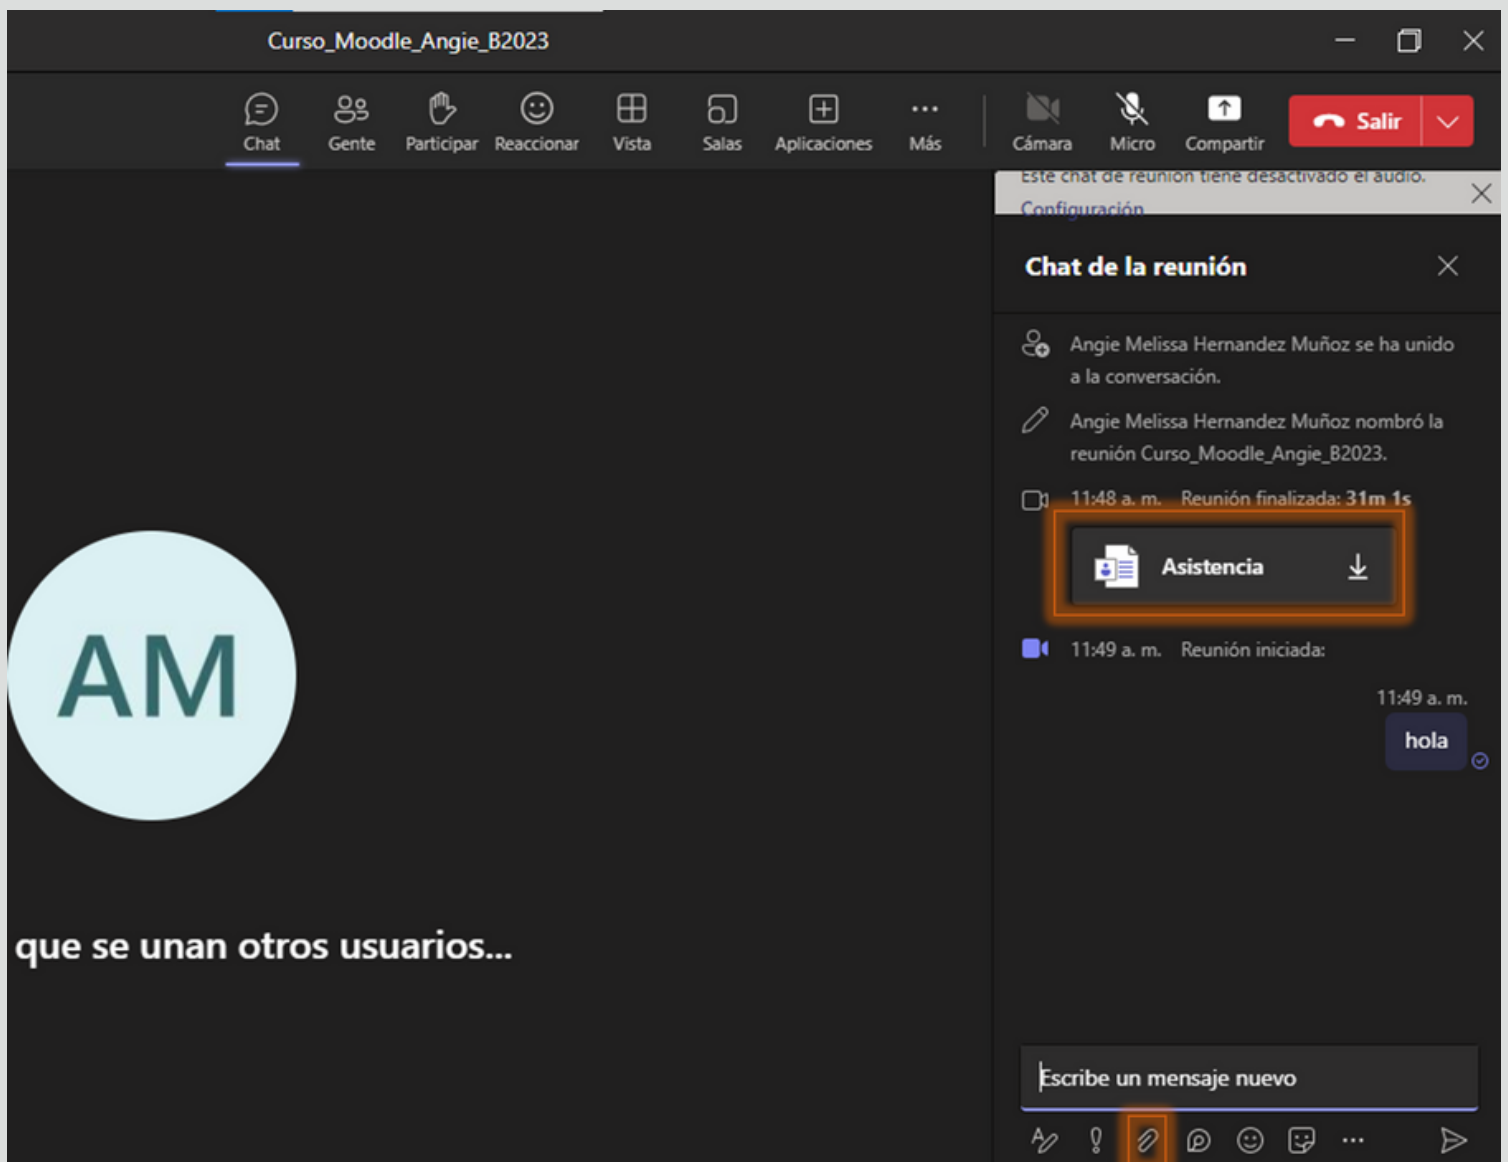 Curso_Moodle_Angie_B2023
Chat
Gente
Participar
Reaccionar
Vista
Salas
Aplicaciones
Más
Cámara
Micro
Compartir
Salir
Este chat de reunión tiene desactivado el audio.
Configuración
Chat de la reunión
Angie Melissa Hernandez Muñoz se ha unido
a la conversación.
Angie Melissa Hernandez Muñoz nombró la
reunión Curso_Moodle_Angie_B2023.
11:48 a. m. Reunión finalizada: 31m 1s
Asistencia
11:49 a. m. Reunión iniciada:
11:49 a. m.
hola
AM
que se unan otros usuarios...
Escribe un mensaje nuevo